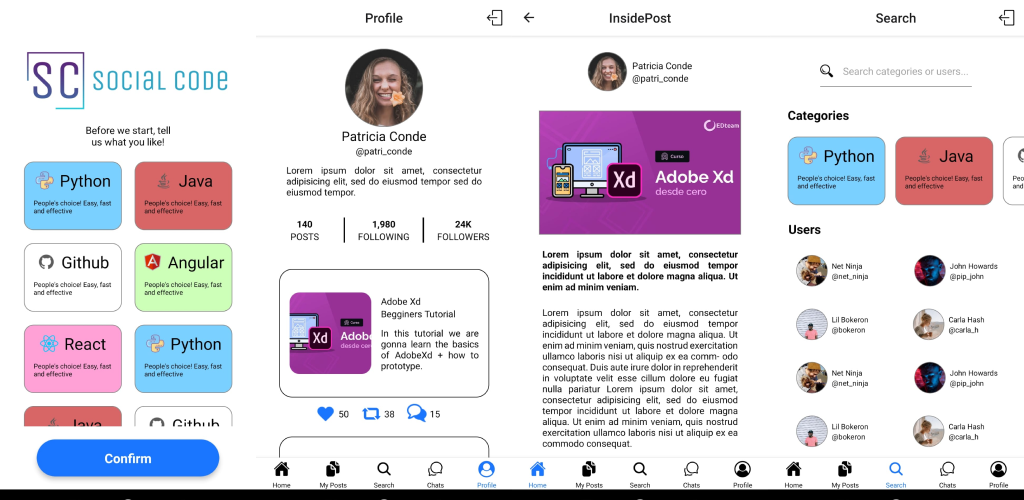 SC SOCIAL CODE
Before we start, tell
us what you like!
Python
People's choice! Easy, fast
and effective
Java
People's choice! Easy, fast
and effective
Github
People's choice! Easy, fast
and effective
Angular
People's choice! Easy, fast
and effective
React
People's choice! Easy, fast
and effective
Python
People's choice! Easy, fast
and effective
Java
Github
Confirm
Profile
Patricia Conde
@patri_conde
Lorem ipsum dolor sit amet, consectetur
adipisicing elit, sed do eiusmod tempor sed do
eiusmod tempor.
140
POSTS
1,980
FOLLOWING
24K
FOLLOWERS
Xd
Curso
Adobe
desde cero
Adobe Xd
Begginers Tutorial
In this tutorial we are
gonna learn the basics
of AdobeXd + how to
prototype.
50
38
15
Home
My Posts
Search
Chats
Profile
InsidePost
Patricia Conde
@patri_conde
EDteam
Curso
Xd
Adobe Xd
desde cero
Lorem ipsum dolor sit amet, consectetur
adipisicing elit, sed do eiusmod tempor
incididunt ut labore et dolore magna aliqua. Ut
enim ad minim veniam.
Lorem ipsum dolor sit amet, consectetur
adipisicing elit, sed do eiusmod tempor
incididunt ut labore et dolore magna aliqua. Ut
enim ad minim veniam, quis nostrud exercitation
ullamco laboris nisi ut aliquip ex ea comm- odo
consequat. Duis aute irure dolor in reprehenderit
in voluptate velit esse cillum dolore eu fugiat
nulla pariatur Lorem ipsum dolor sit amet,
consectetur adipisicing elit, sed do eiusmod
tempor incididunt ut labore et dolore magna
aliqua. Ut enim ad minim veniam, quis nostrud
exercitation ullamco laboris nisi ut aliquip ex ea
commodo consequat.
Home
My Posts
Search
Chats
Profile
Search
Search categories or users...
Categories
Python
People's choice! Easy, fast
and effective
Java
People's choice! Easy, fast
and effective
Users
Net Ninja
@net_ninja
John Howards
@pip_john
Lil Bokeron
@bokeron
Carla Hash
@carla_h
Net Ninja
@net_ninja
John Howards
@pip_john
Lil Bokeron
@bokeron
Carla Hash
@carla_h
Home
My Posts
Search
Chats
Profile